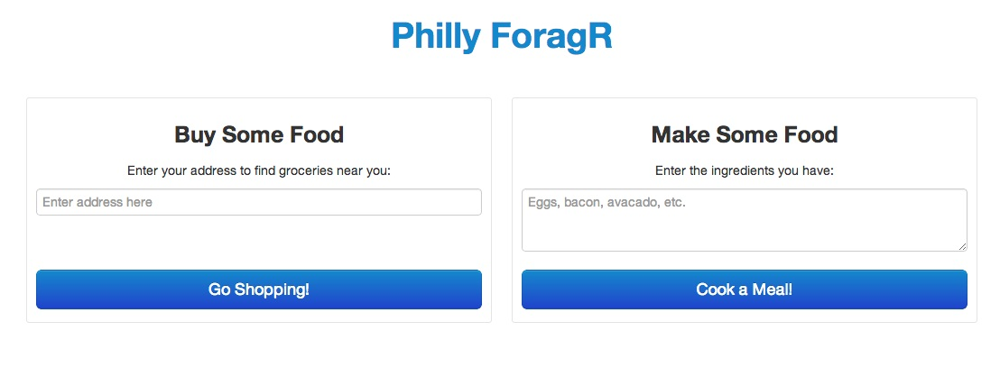 Philly ForagR
Buy Some Food
Enter your address to find groceries near you:
Enter address here
Go Shopping!
Make Some Food
Enter the ingredients you have:
Eggs, bacon, avacado, etc.
Cook a Meal!